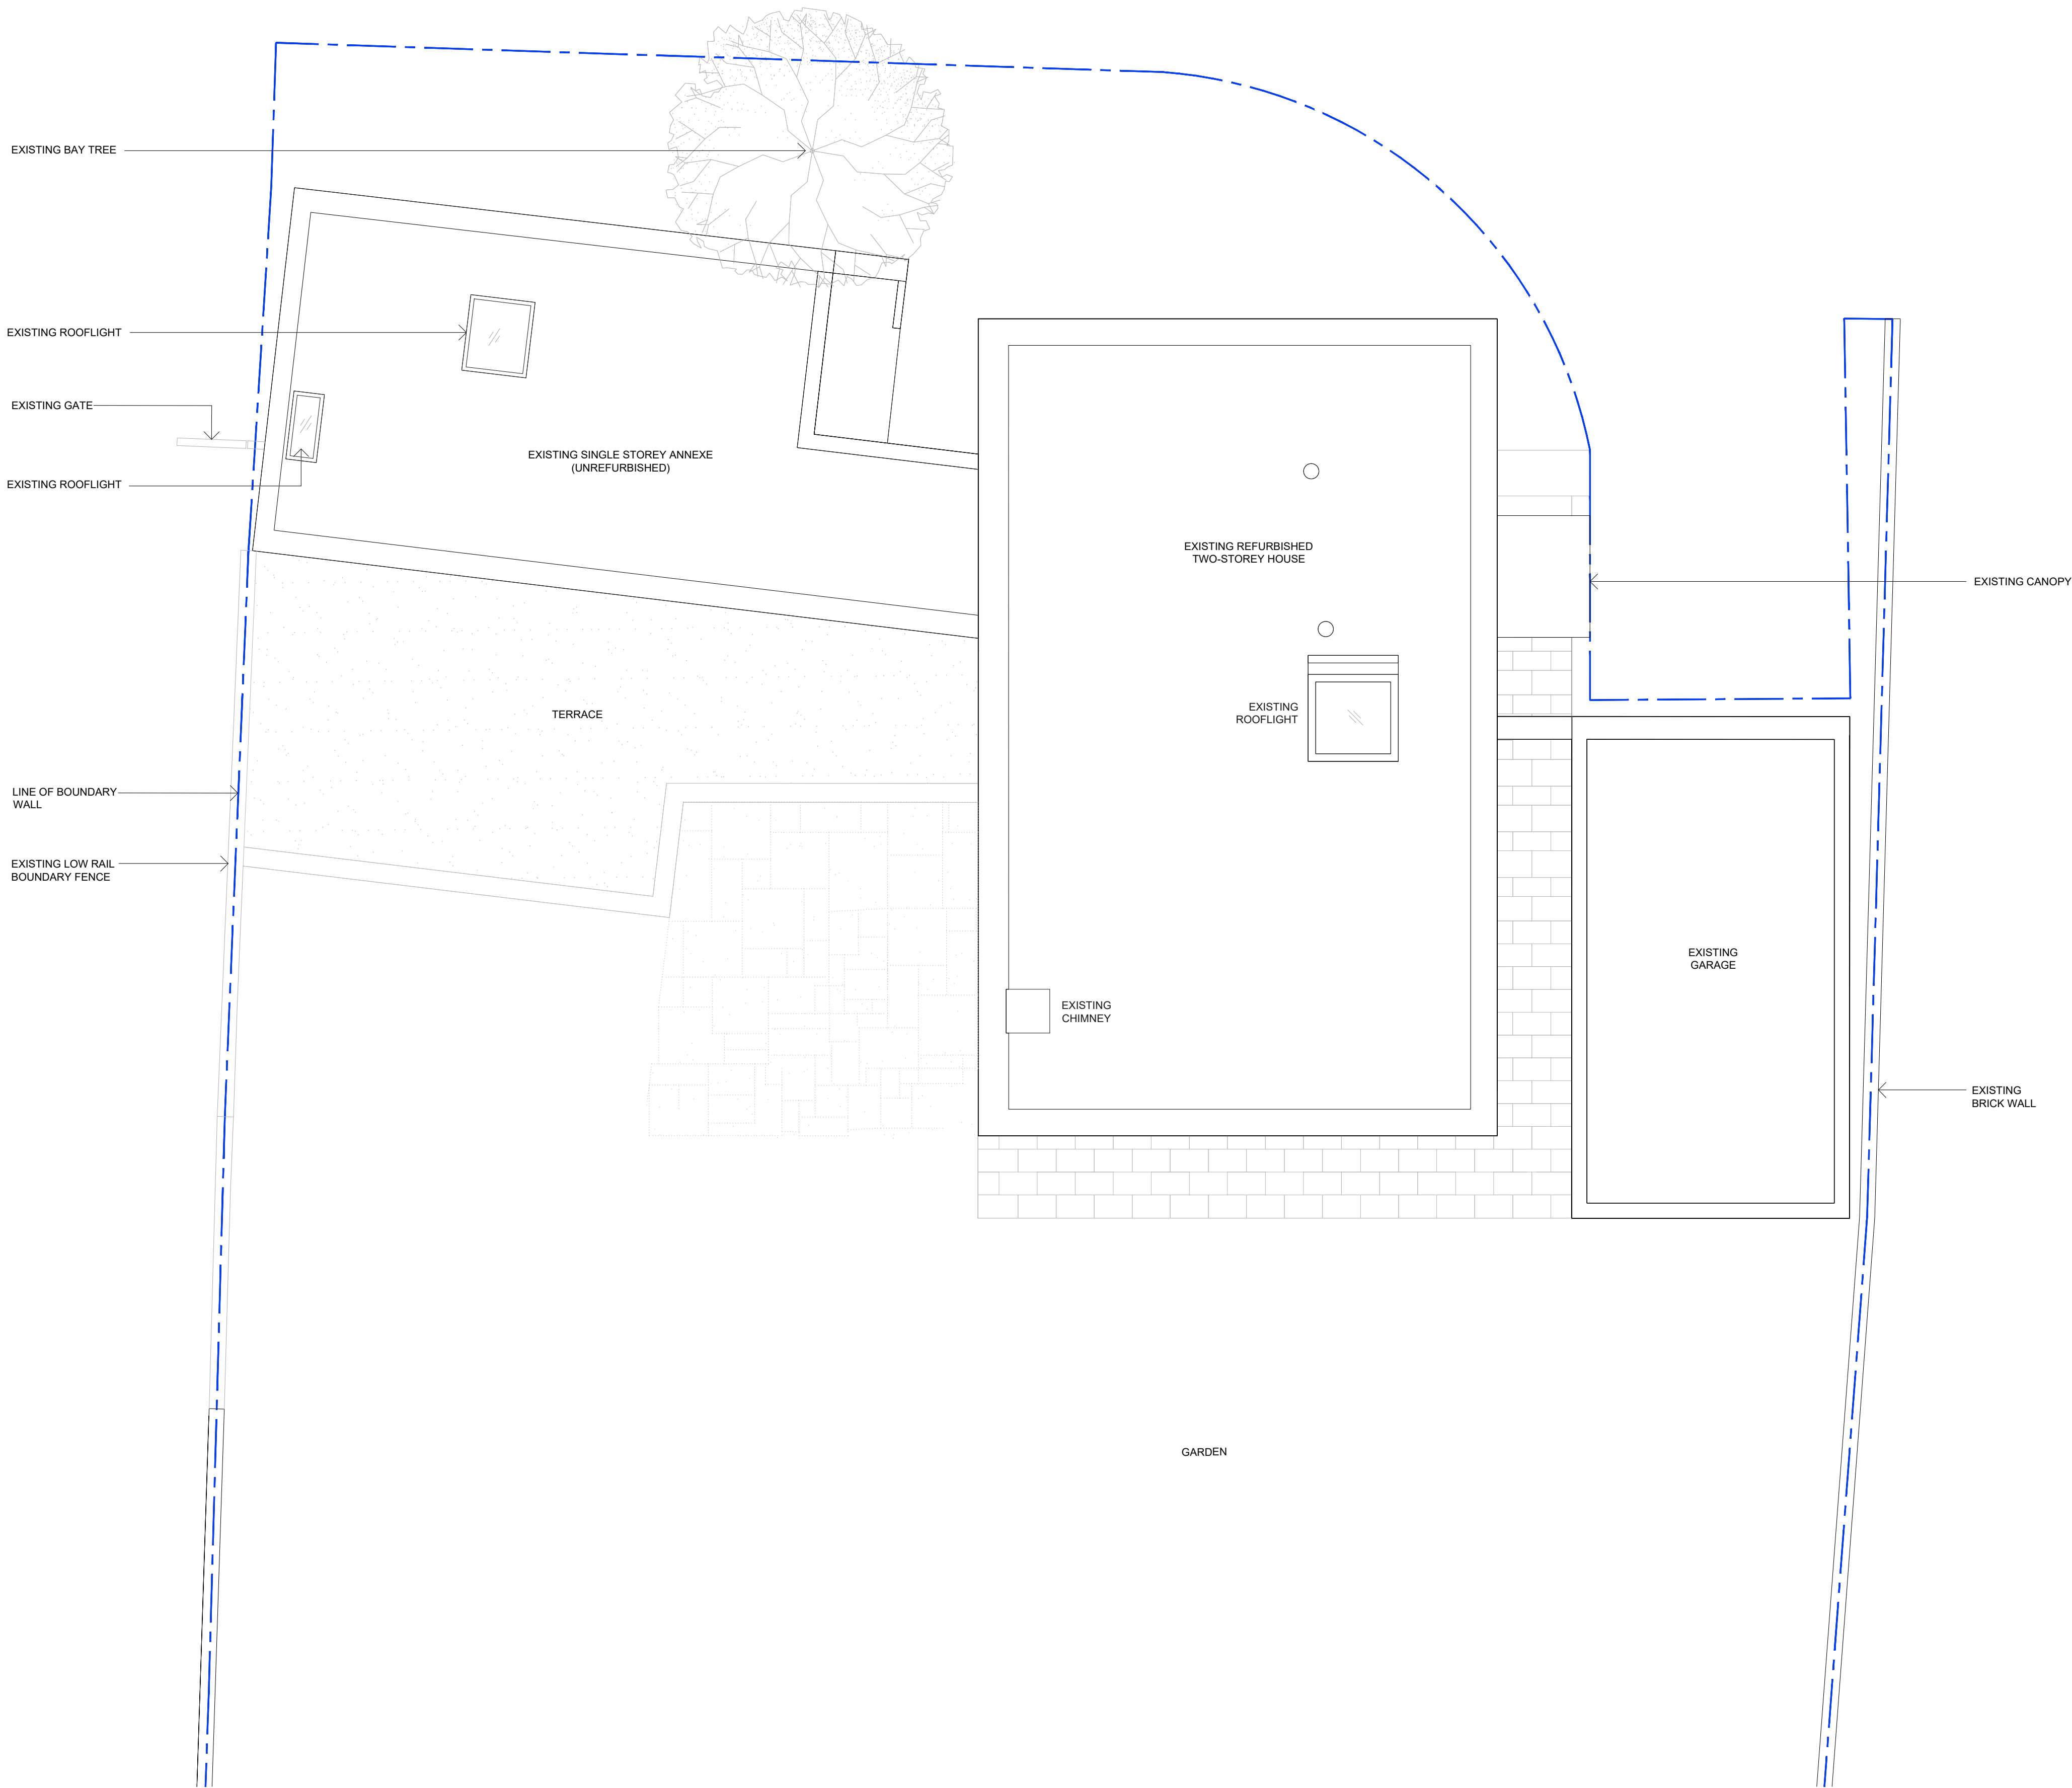 EXISTING BAY TREE
EXISTING ROOFLIGHT
EXISTING GATE
EXISTING SINGLE STOREY ANNEXE
(UNREFURBISHED)
EXISTING ROOFLIGHT
EXISTING REFURBISHED
TWO-STOREY HOUSE
EXISTING CANOPY
EXISTING
ROOFLIGHT
TERRACE
LINE OF BOUNDARY
WALL
EXISTING LOW RAIL
BOUNDARY FENCE
EXISTING
GARAGE
EXISTING
CHIMNEY
EXISTING
BRICK WALL
GARDEN